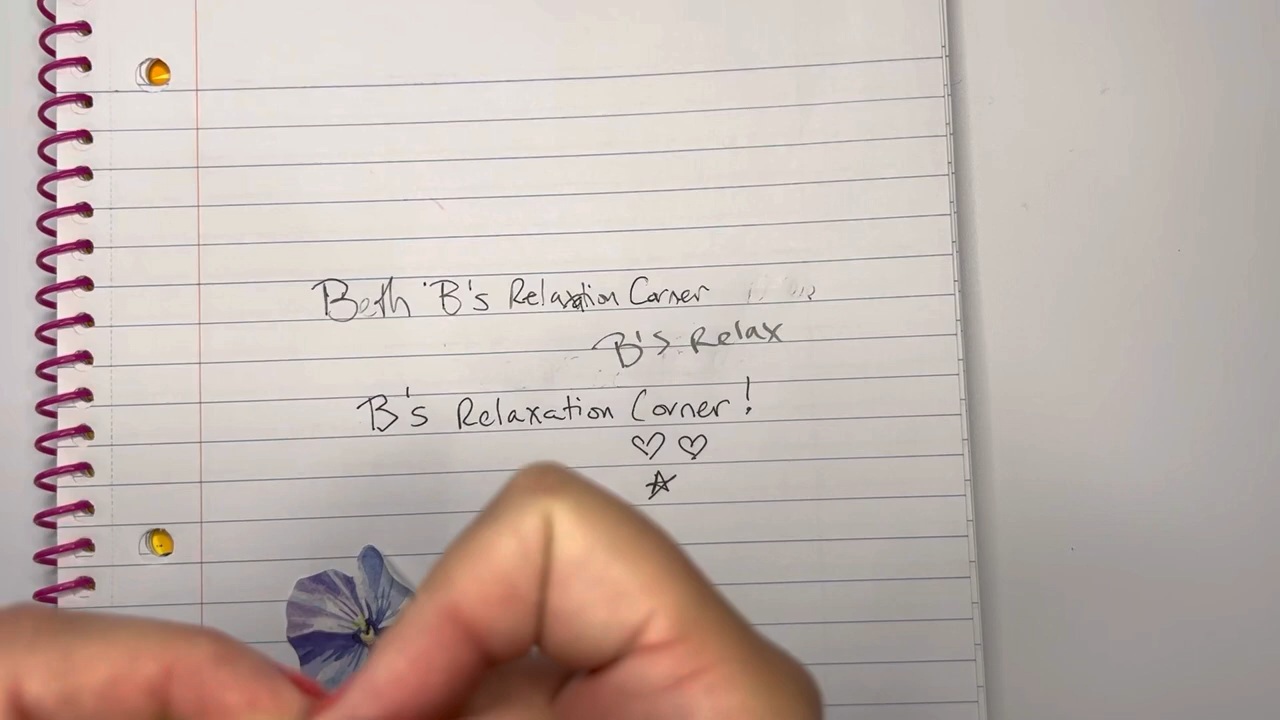 Beth B's Relaxation Corner
B's Relax
B's Relaxation Corner!